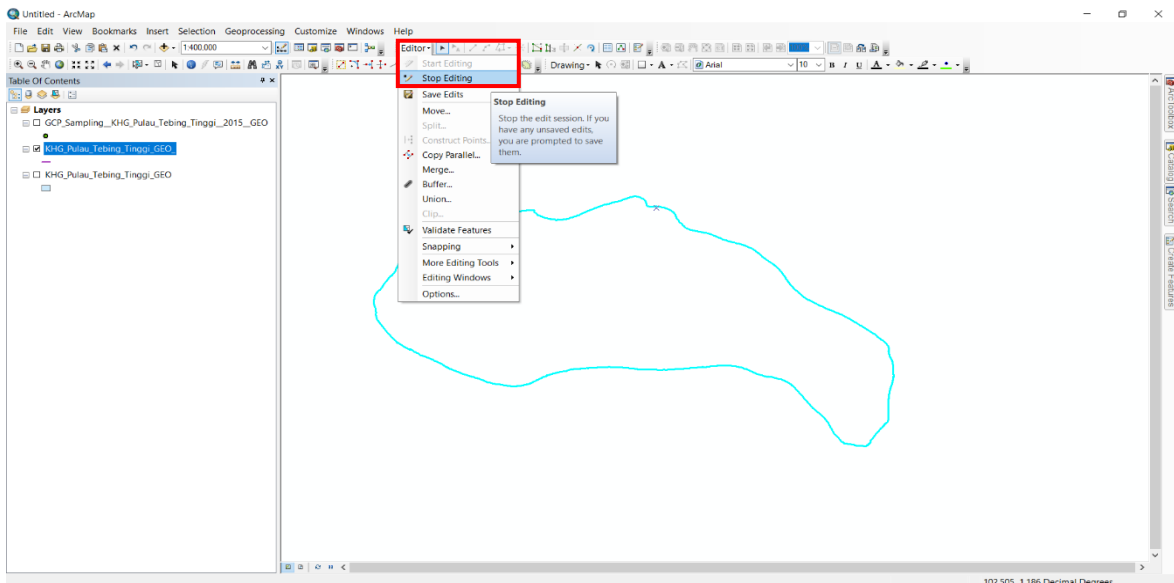 Untitled - ArcMap
File Edit View Bookmarks Insert Selection Geoprocessing Customize Windows Help
1:400.000
Editor
Drawing
Arial
10
B I U A
Table Of Contents
Layers
GCP_Sampling__KHG_Pulau_Tebing_Tinggi__2015__GEO
KHG_Pulau_Tebing_Tinggi_GEO_
KHG_Pulau_Tebing_Tinggi_GEO
Start Editing
Stop Editing
Save Edits
Move...
Split...
Construct Points...
Copy Parallel...
Merge...
Buffer...
Union...
Clip...
Validate Features
Snapping
More Editing Tools
Editing Windows
Options...
Stop Editing
Stop the edit session. If you
have any unsaved edits,
you are prompted to save
them.
ArcToolbox
Catalog
Search
Create Features
102,505 1,186 Decimal Degrees